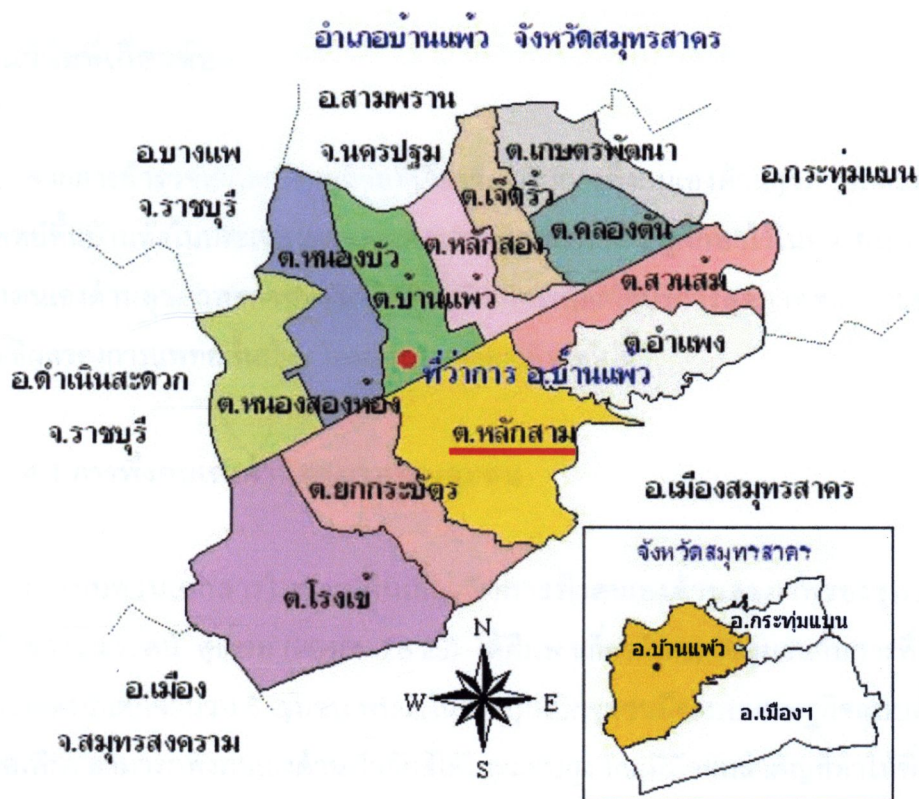 อำเภอบ้านแพ้ว จังหวัดสมุทรสาคร
อ.สามพราน
จ.นครปฐม
อ.บางแพ
จ.ราชบุรี
ต.เกษตรพัฒนา
อ.กระทุ่มแบน
ต.เจ็ดริ้ว
ต.คลองตัน
ต.หลักสอง
ต.หนองบัว
ต.บ้านแพ้ว
ต.สวนส้ม
ต.อำแพง
ที่ว่าการ อ.บ้านแพ้ว
อ.ดำเนินสะดวก
จ.ราชบุรี
ต.หนองสองห้อง
ต.หลักสาม
ต.ยกกระบัตร
อ.เมืองสมุทรสาคร
ต.โรงเข้
อ.เมือง
จ.สมุทรสงคราม
N
W
E
S
จังหวัดสมุทรสาคร
อ.กระทุ่มแบน
อ.บ้านแพ้ว
อ.เมืองฯ